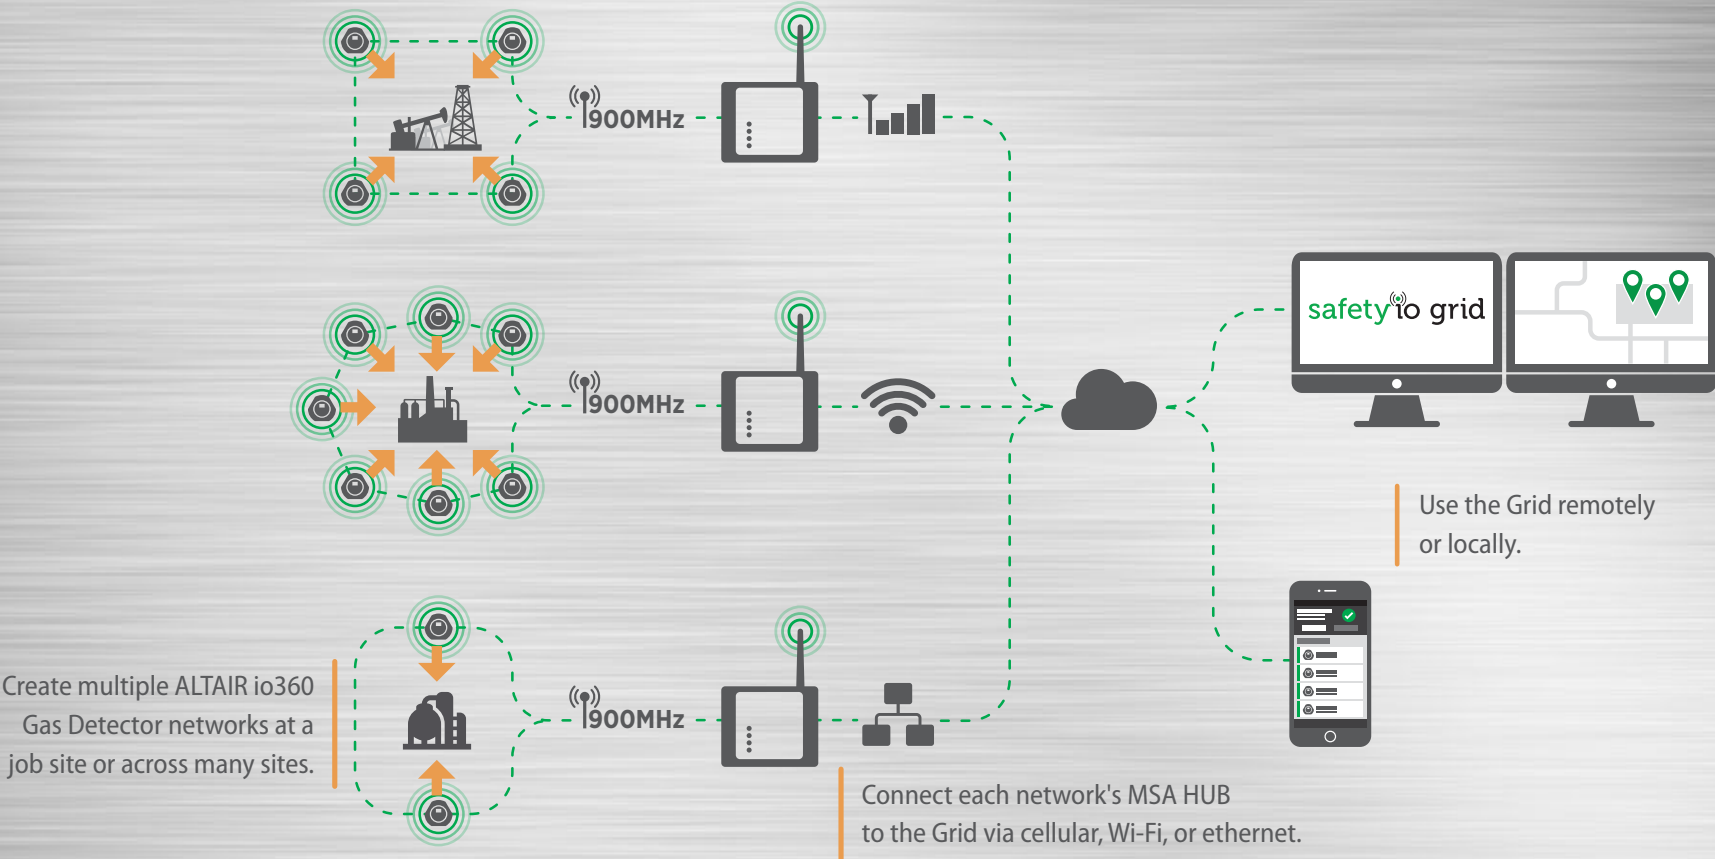 900MHz
900MHz
safety io grid
Use the Grid remotely
or locally.
Create multiple ALTAIR io360
Gas Detector networks at a
job site or across many sites.
900MHz
Connect each network's MSA HUB
to the Grid via cellular, Wi-Fi, or ethernet.